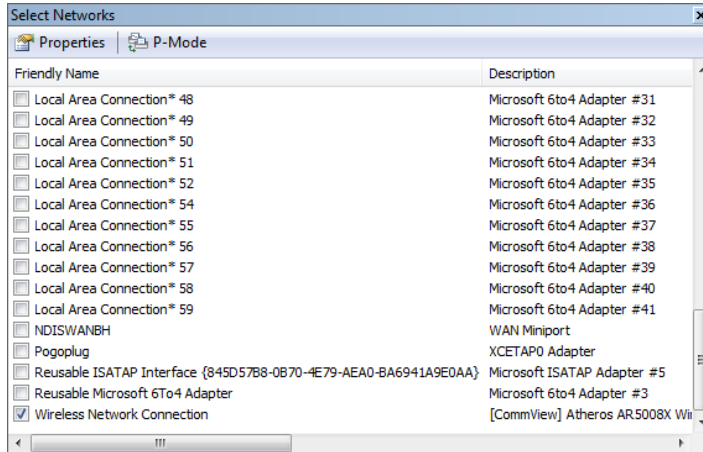 Select Networks
Properties P-Mode
Friendly Name Description
Local Area Connection* 48 Microsoft 6to4 Adapter #31
Local Area Connection* 49 Microsoft 6to4 Adapter #32
Local Area Connection* 50 Microsoft 6to4 Adapter #33
Local Area Connection* 51 Microsoft 6to4 Adapter #34
Local Area Connection* 52 Microsoft 6to4 Adapter #35
Local Area Connection* 54 Microsoft 6to4 Adapter #36
Local Area Connection* 55 Microsoft 6to4 Adapter #37
Local Area Connection* 56 Microsoft 6to4 Adapter #38
Local Area Connection* 57 Microsoft 6to4 Adapter #39
Local Area Connection* 58 Microsoft 6to4 Adapter #40
Local Area Connection* 59 Microsoft 6to4 Adapter #41
NDISWANBH WAN Miniport
Pogoplug XCETAP0 Adapter
Reusable ISATAP Interface {845D57B8-0B70-4E79-AEA0-BA6941A9E0AA} Microsoft ISATAP Adapter #5
Reusable Microsoft 6To4 Adapter Microsoft 6to4 Adapter #3
Wireless Network Connection [CommView] Atheros AR5008X Wi